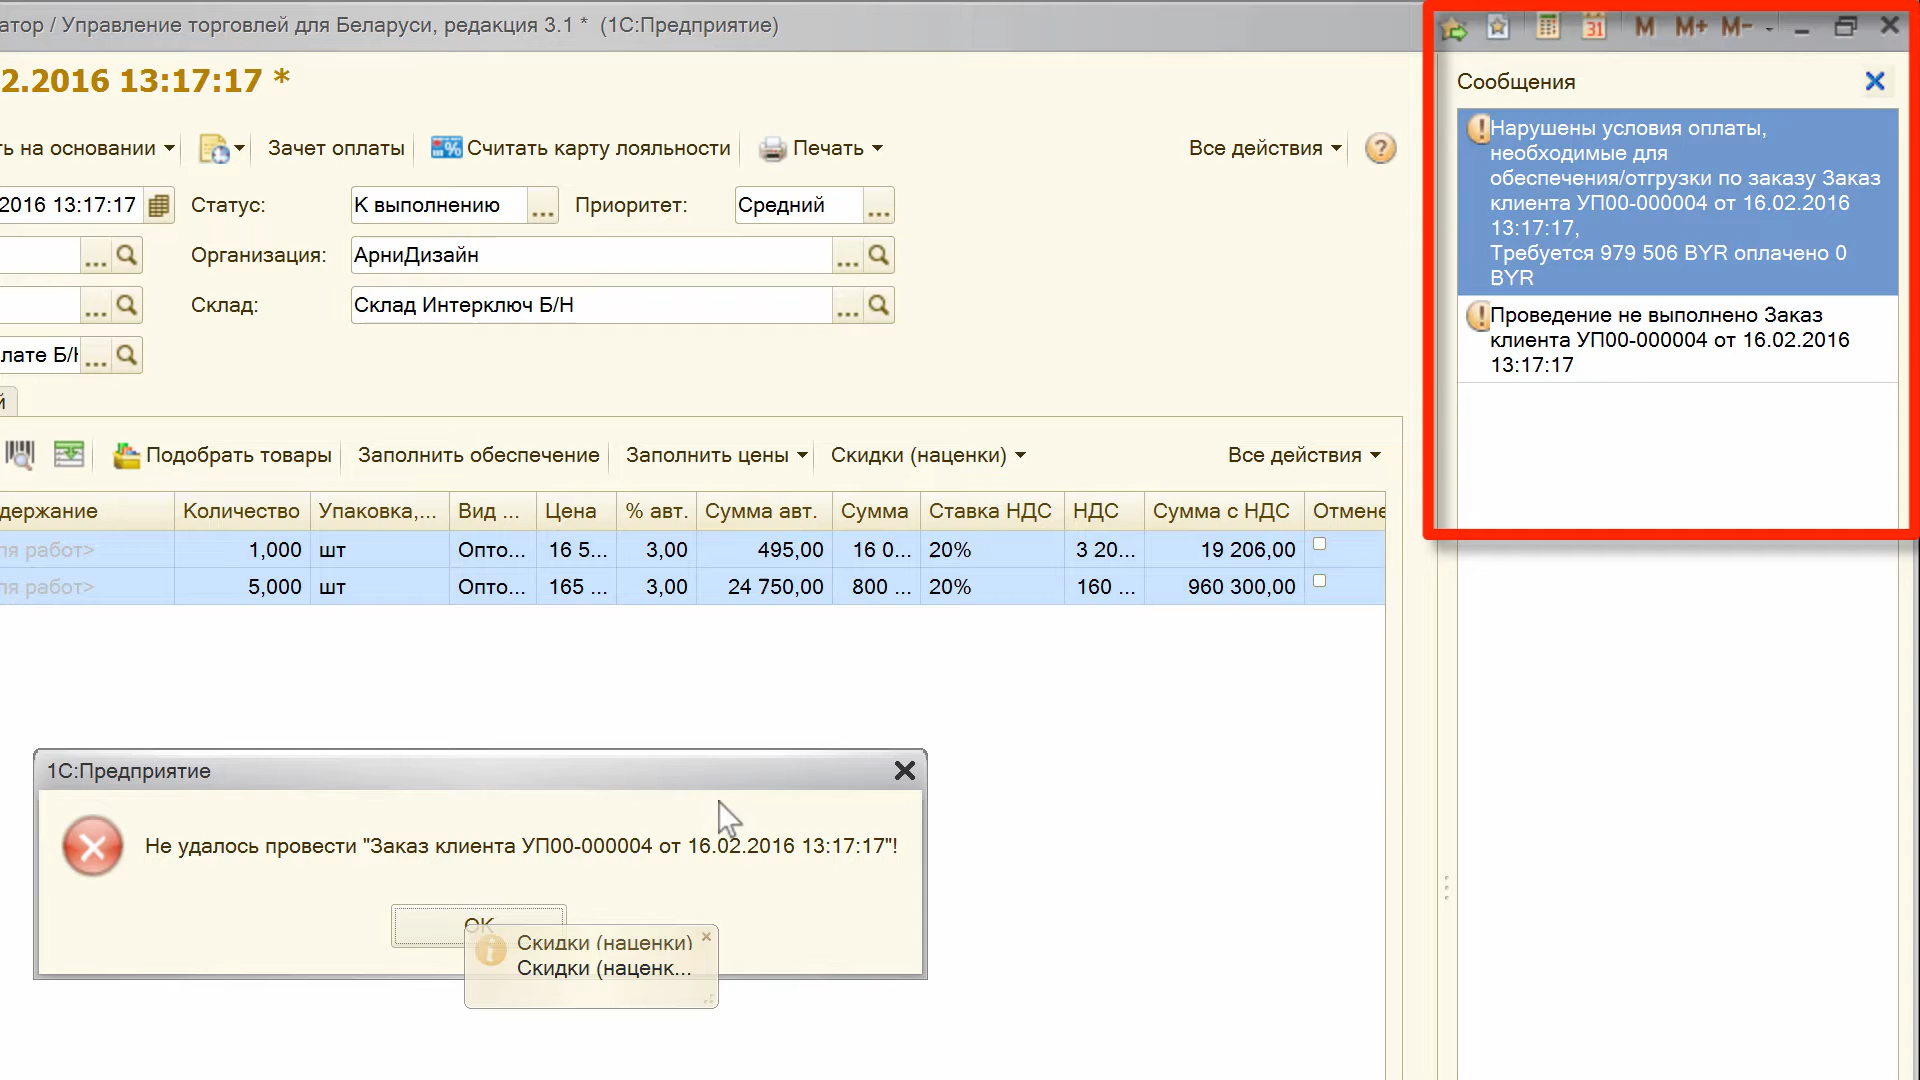 атор / Управление торговлей для Беларуси, редакция 3.1 * (1С:Предприятие)
31 M M+ M-
2.2016 13:17:17 *
Сообщения
ь на основании
Зачет оплаты
Считать карту лояльности
Печать
Все действия
Нарушены условия оплаты,
необходимые для
обеспечения/отгрузки по заказу Заказ
клиента УП00-000004 от 16.02.2016
13:17:17,
Требуется 979 506 BYR оплачено 0
BYR
Проведение не выполнено Заказ
клиента УП00-000004 от 16.02.2016
13:17:17
2016 13:17:17 Статус: К выполнению ... Приоритет: Средний ...
... Организация: АрниДизайн ...
... Склад: Склад Интерключ Б/Н ...
лате Б/Н ...
й
Подобрать товары
Заполнить обеспечение
Заполнить цены
Скидки (наценки)
Все действия
держание Количество Упаковка,... Вид ... Цена % авт. Сумма авт. Сумма Ставка НДС НДС Сумма с НДС Отмене
ля работ> 1,000 шт Опто... 16 5... 3,00 495,00 16 0... 20% 3 20... 19 206,00
ля работ> 5,000 шт Опто... 165 ... 3,00 24 750,00 800 ... 20% 160 ... 960 300,00
1С:Предприятие
Не удалось провести "Заказ клиента УП00-000004 от 16.02.2016 13:17:17"!
OK
Скидки (наценки)
Скидки (наценк...